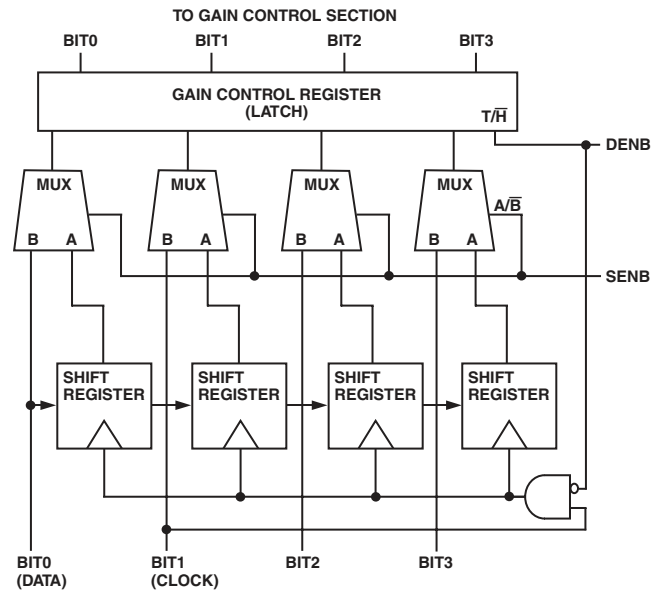 TO GAIN CONTROL SECTION
BIT0 BIT1 BIT2 BIT3
GAIN CONTROL REGISTER
(LATCH)
T/H̅
DENB
MUX MUX MUX MUX
A/B̅
B A B A B A B A
SENB
SHIFT REGISTER
SHIFT REGISTER
SHIFT REGISTER
SHIFT REGISTER
BIT0 BIT1 BIT2 BIT3
(DATA) (CLOCK)